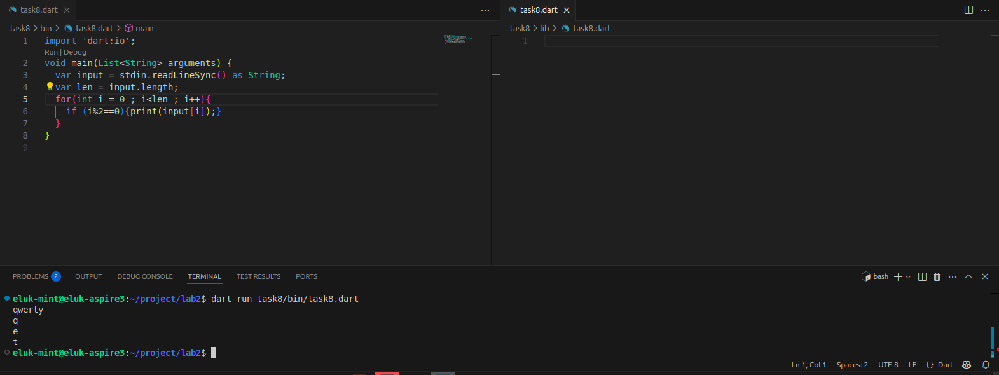 task8.dart
task8 > bin > task8.dart > main
1 import 'dart:io';
Run | Debug
2 void main(List<String> arguments) {
3 var input = stdin.readLineSync() as String;
4 var len = input.length;
5 for(int i = 0 ; i<len ; i++){
6 if (i%2==0){print(input[i]);}
7 }
8 }
9
task8.dart
task8 > lib > task8.dart
1
PROBLEMS 2 OUTPUT DEBUG CONSOLE TERMINAL TEST RESULTS PORTS
bash
eluk-mint@eluk-aspire3:~/project/lab2$ dart run task8/bin/task8.dart
qwerty
q
e
t
eluk-mint@eluk-aspire3:~/project/lab2$
Ln 1, Col 1 Spaces: 2 UTF-8 LF {} Dart